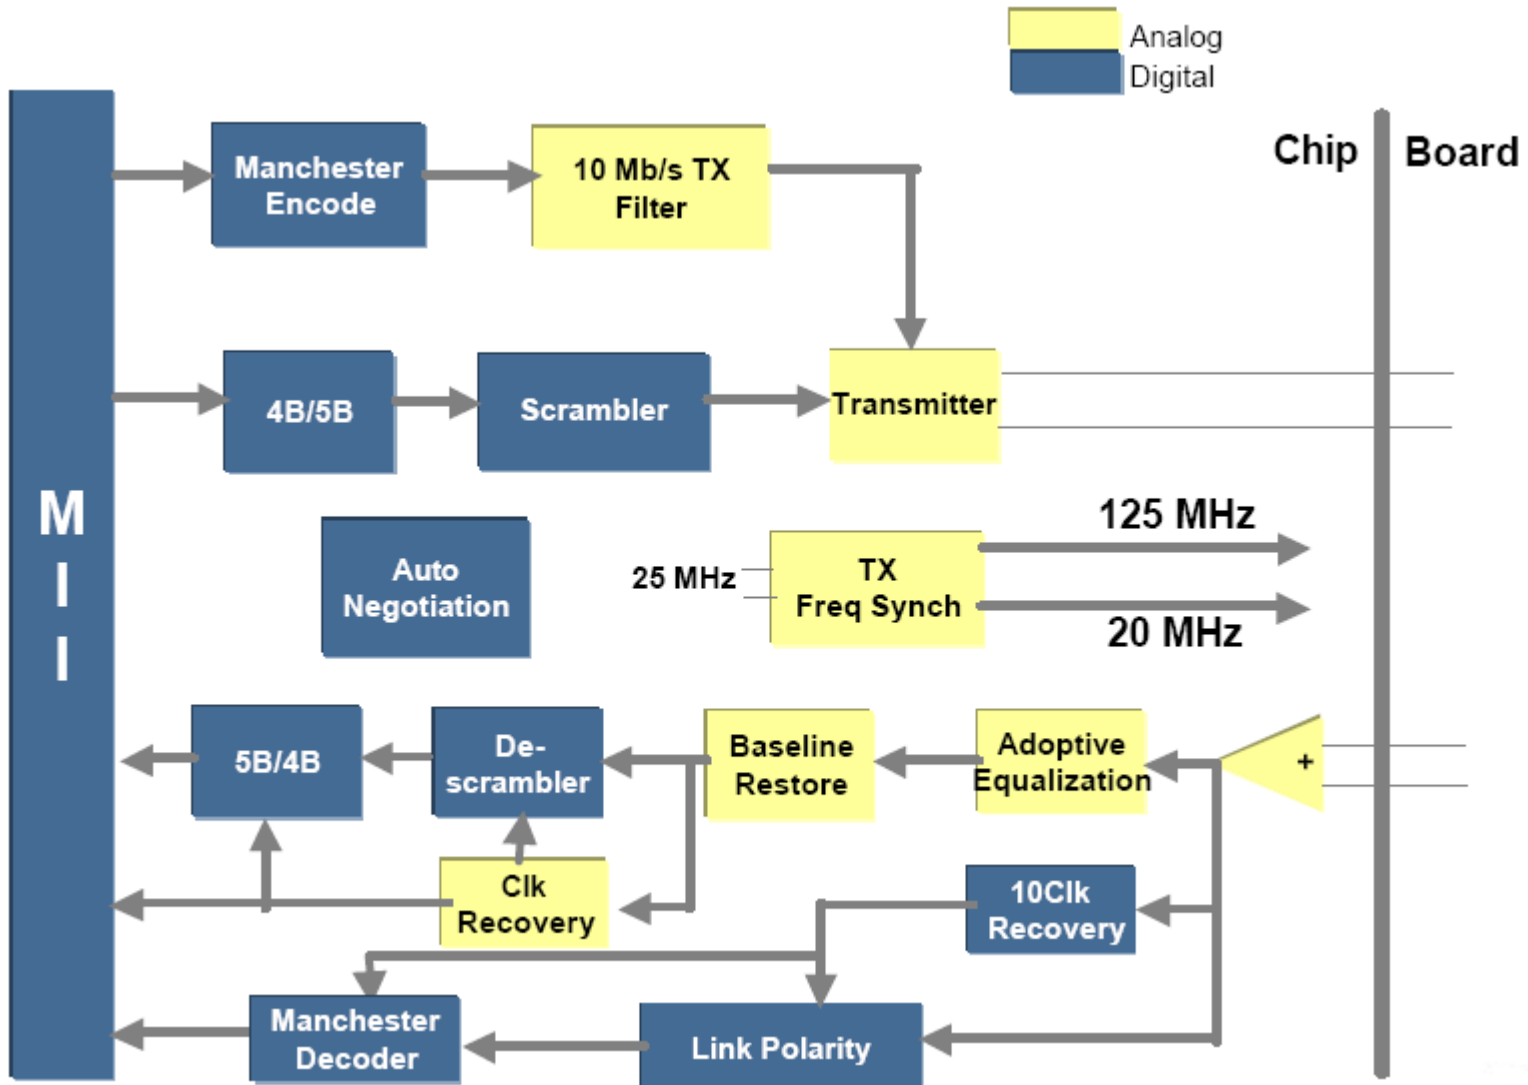 Analog
Digital
Chip
Board
Manchester
Encode
10 Mb/s TX
Filter
4B/5B
Scrambler
Transmitter
M
I
I
Auto
Negotiation
25 MHz
TX
Freq Synch
125 MHz
20 MHz
5B/4B
De-
scrambler
Baseline
Restore
Adoptive
Equalization
+
Clk
Recovery
10Clk
Recovery
Manchester
Decoder
Link Polarity